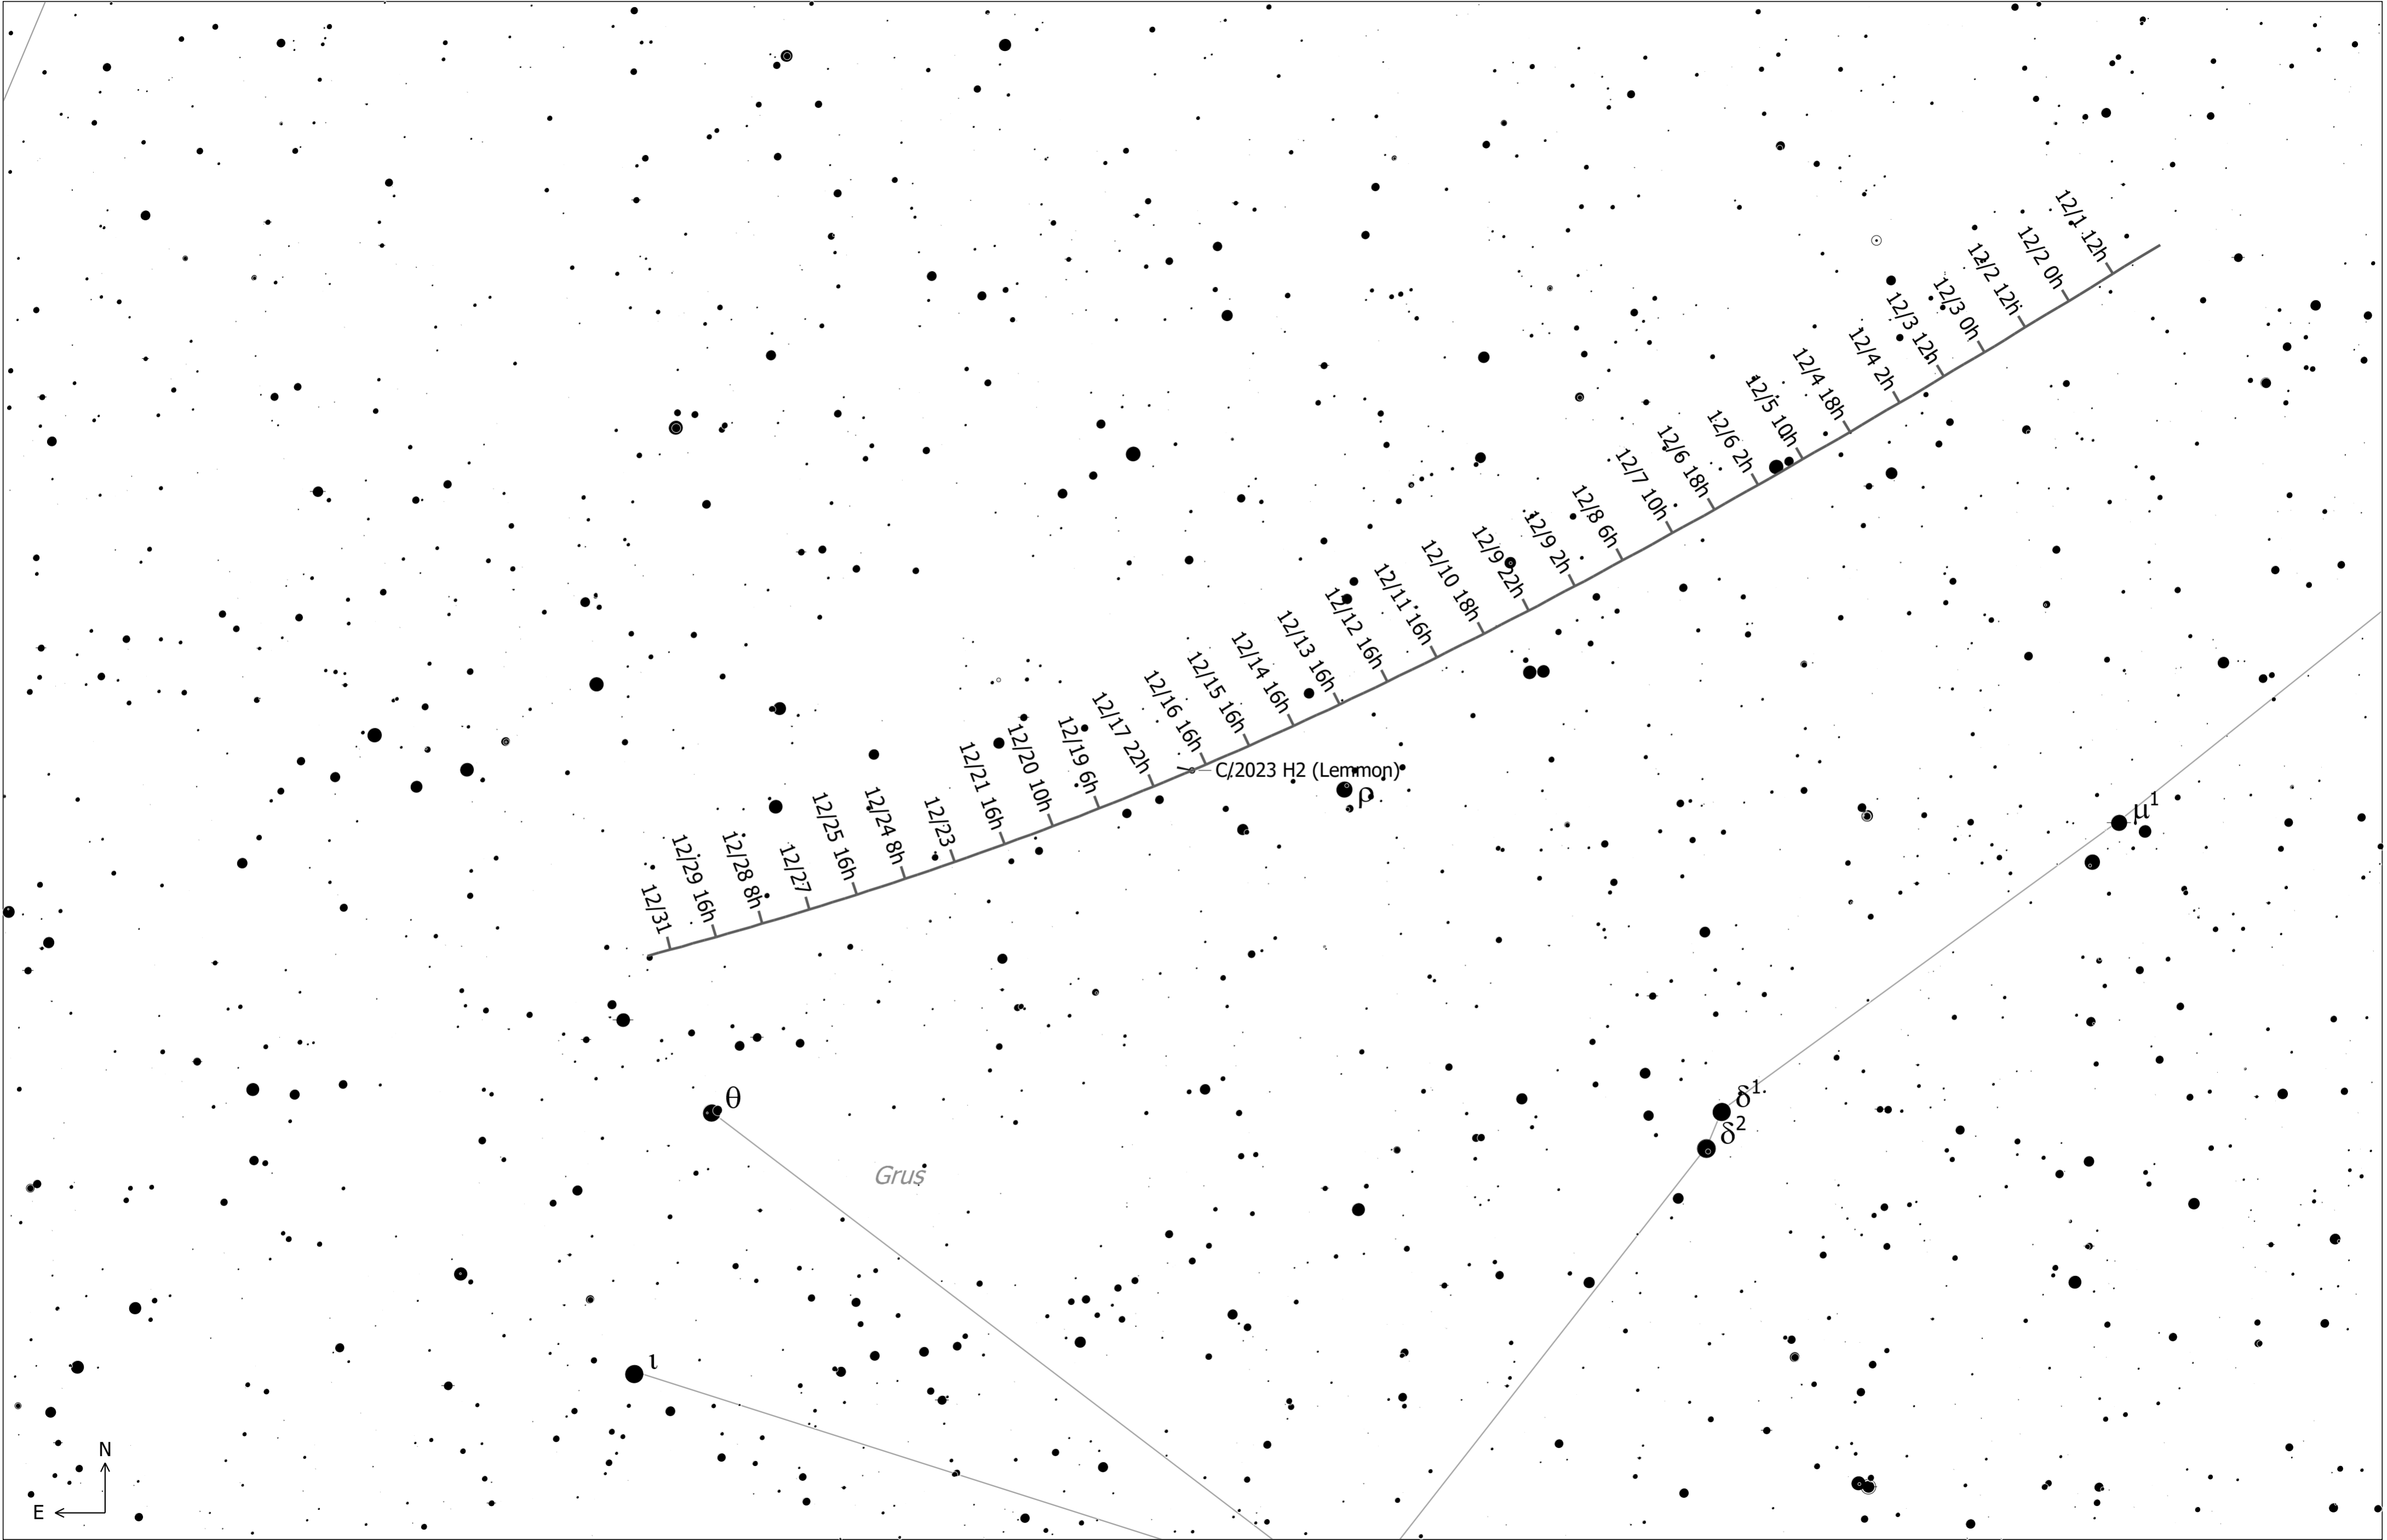 12/1 12h
12/2 0h
12/2 12h
12/3 0h
12/3 12h
12/4 2h
12/4 18h
12/5 10h
12/6 2h
12/6 18h
12/7 10h
12/8 6h
12/9 2h
12/9 22h
12/10 18h
12/11 16h
12/12 16h
12/13 16h
12/14 16h
12/15 16h
12/16 16h
12/17 22h
12/19 6h
12/20 10h
12/21 16h
12/23
12/24 8h
12/25 16h
12/27
12/28 8h
12/29 16h
12/31
C/2023 H2 (Lemmon)
ρ
μ1
θ
δ1
δ2
Grus
ι
N
E